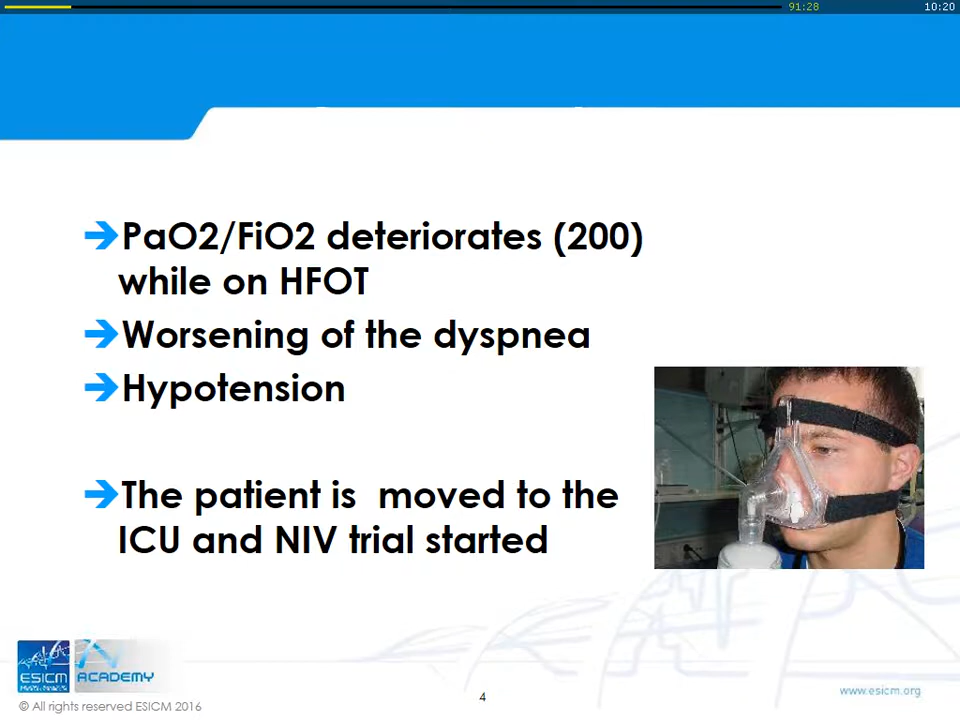 91:28 10:20
➔PaO2/FiO2 deteriorates (200)
while on HFOT
➔Worsening of the dyspnea
➔Hypotension
➔The patient is moved to the
ICU and NIV trial started
ESICM ACADEMY
© All rights reserved ESICM 2016
4
www.esicm.org